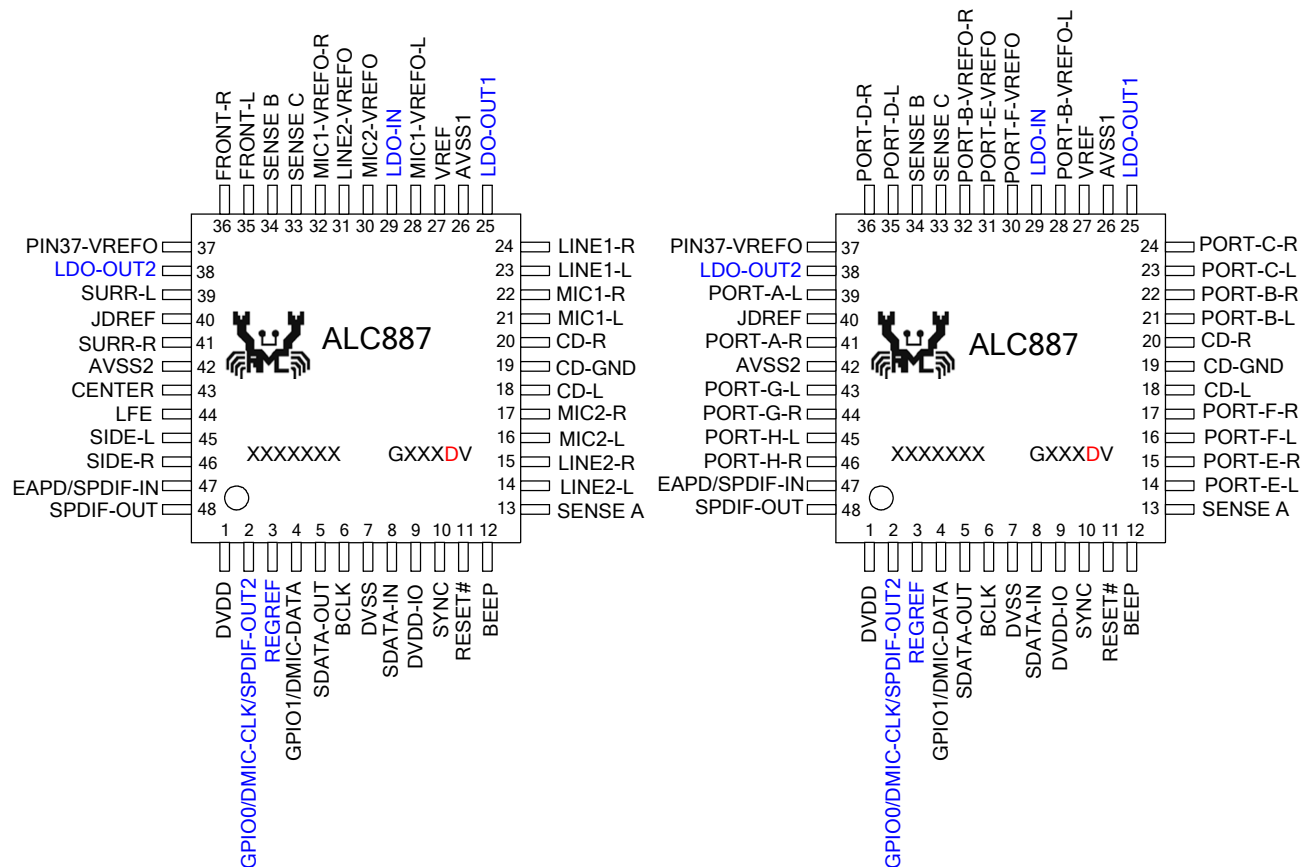 FRONT-R
FRONT-L
SENSE B
SENSE C
MIC1-VREFO-R
LINE2-VREFO
MIC2-VREFO
LDO-IN
MIC1-VREFO-L
VREF
AVSS1
LDO-OUT1
36 35 34 33 32 31 30 29 28 27 26 25
PIN37-VREFO 37
LDO-OUT2 38
SURR-L 39
JDREF 40
SURR-R 41
AVSS2 42
CENTER 43
LFE 44
SIDE-L 45
SIDE-R 46
EAPD/SPDIF-IN 47
SPDIF-OUT 48
RMC
ALC887
XXXXXXX GXXXDV
24 LINE1-R
23 LINE1-L
22 MIC1-R
21 MIC1-L
20 CD-R
19 CD-GND
18 CD-L
17 MIC2-R
16 MIC2-L
15 LINE2-R
14 LINE2-L
13 SENSE A
1 2 3 4 5 6 7 8 9 10 11 12
DVDD
GPIO0/DMIC-CLK/SPDIF-OUT2
REGREF
GPIO1/DMIC-DATA
SDATA-OUT
BCLK
DVSS
SDATA-IN
DVDD-IO
SYNC
RESET#
BEEP
PORT-D-R
PORT-D-L
SENSE B
SENSE C
PORT-B-VREFO-R
PORT-E-VREFO
PORT-F-VREFO
LDO-IN
PORT-B-VREFO-L
VREF
AVSS1
LDO-OUT1
36 35 34 33 32 31 30 29 28 27 26 25
PIN37-VREFO 37
LDO-OUT2 38
PORT-A-L 39
JDREF 40
PORT-A-R 41
AVSS2 42
PORT-G-L 43
PORT-G-R 44
PORT-H-L 45
PORT-H-R 46
EAPD/SPDIF-IN 47
SPDIF-OUT 48
RMC
ALC887
XXXXXXX GXXXDV
24 PORT-C-R
23 PORT-C-L
22 PORT-B-R
21 PORT-B-L
20 CD-R
19 CD-GND
18 CD-L
17 PORT-F-R
16 PORT-F-L
15 PORT-E-R
14 PORT-E-L
13 SENSE A
1 2 3 4 5 6 7 8 9 10 11 12
DVDD
GPIO0/DMIC-CLK/SPDIF-OUT2
REGREF
GPIO1/DMIC-DATA
SDATA-OUT
BCLK
DVSS
SDATA-IN
DVDD-IO
SYNC
RESET#
BEEP